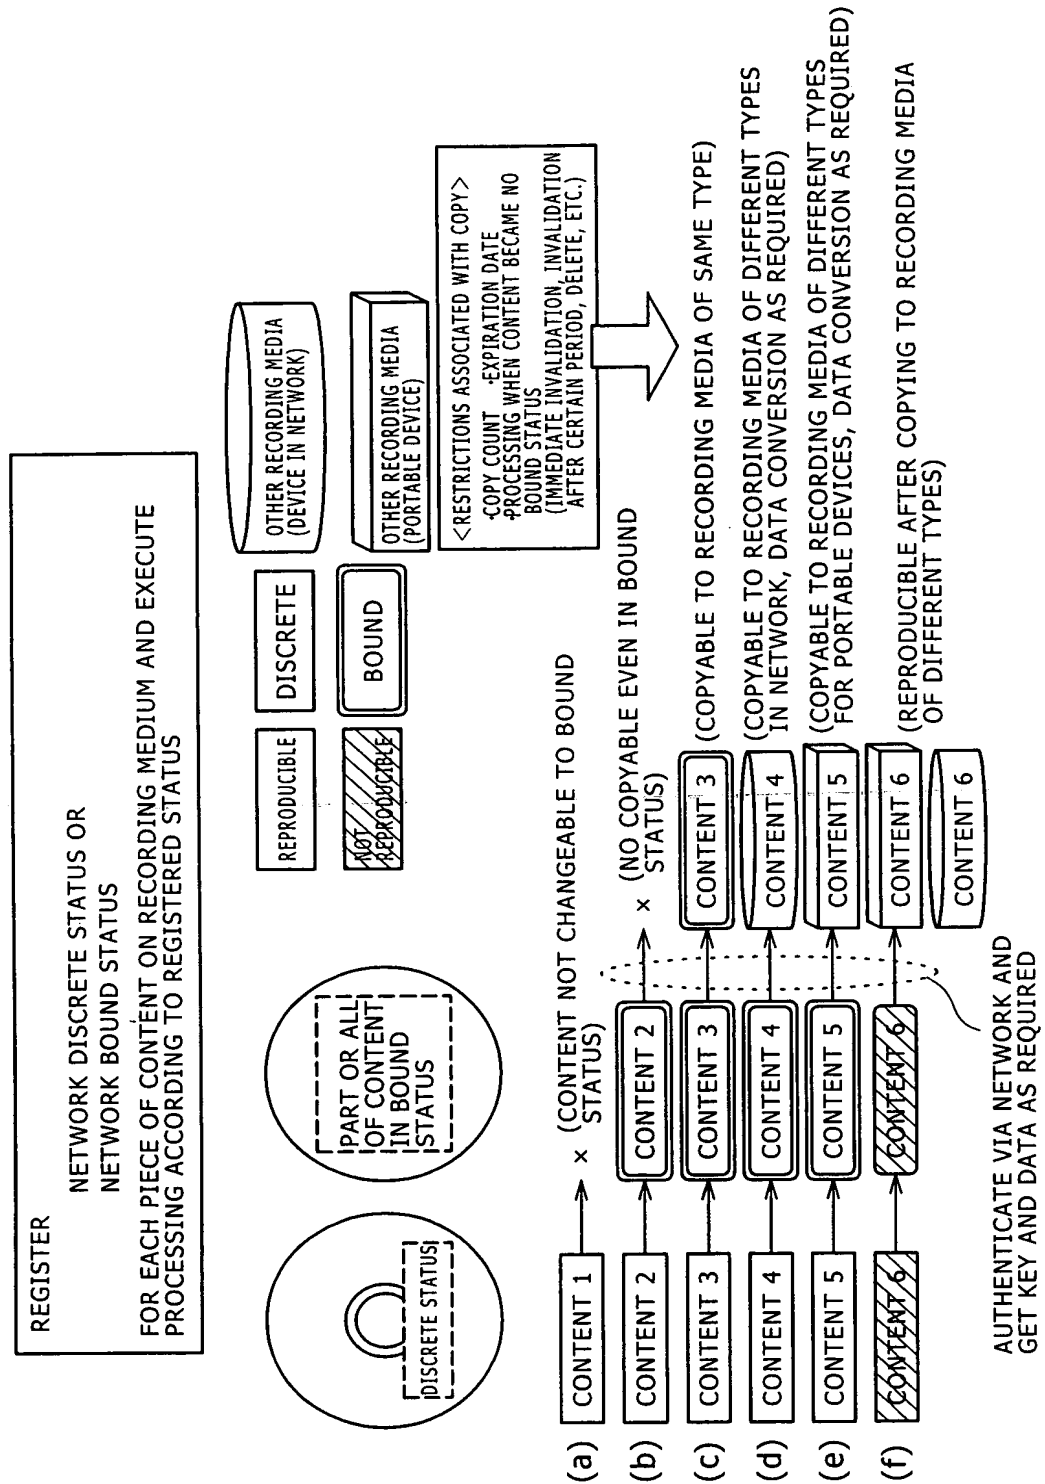 REGISTER
NETWORK DISCRETE STATUS OR
NETWORK BOUND STATUS
FOR EACH PIECE OF CONTENT ON RECORDING MEDIUM AND EXECUTE
PROCESSING ACCORDING TO REGISTERED STATUS
DISCRETE STATUS
PART OR ALL
OF CONTENT
IN BOUND
STATUS
REPRODUCIBLE
DISCRETE
OTHER RECORDING MEDIA
(DEVICE IN NETWORK)
NOT
REPRODUCIBLE
BOUND
OTHER RECORDING MEDIA
(PORTABLE DEVICE)
<RESTRICTIONS ASSOCIATED WITH COPY>
·COPY COUNT ·EXPIRATION DATE
·PROCESSING WHEN CONTENT BECAME NO
BOUND STATUS
(IMMEDIATE INVALIDATION, INVALIDATION
AFTER CERTAIN PERIOD, DELETE, ETC.)
(a) CONTENT 1 × (CONTENT NOT CHANGEABLE TO BOUND
STATUS)
(b) CONTENT 2 CONTENT 2 × (NO COPYABLE EVEN IN BOUND
STATUS)
(c) CONTENT 3 CONTENT 3 CONTENT 3 (COPYABLE TO RECORDING MEDIA OF SAME TYPE)
(d) CONTENT 4 CONTENT 4 CONTENT 4 (COPYABLE TO RECORDING MEDIA OF DIFFERENT TYPES
IN NETWORK, DATA CONVERSION AS REQUIRED)
(e) CONTENT 5 CONTENT 5 CONTENT 5 (COPYABLE TO RECORDING MEDIA OF DIFFERENT TYPES
FOR PORTABLE DEVICES, DATA CONVERSION AS REQUIRED)
(f) CONTENT 6 CONTENT 6 CONTENT 6 (REPRODUCIBLE AFTER COPYING TO RECORDING MEDIA
OF DIFFERENT TYPES)
CONTENT 6
AUTHENTICATE VIA NETWORK AND
GET KEY AND DATA AS REQUIRED